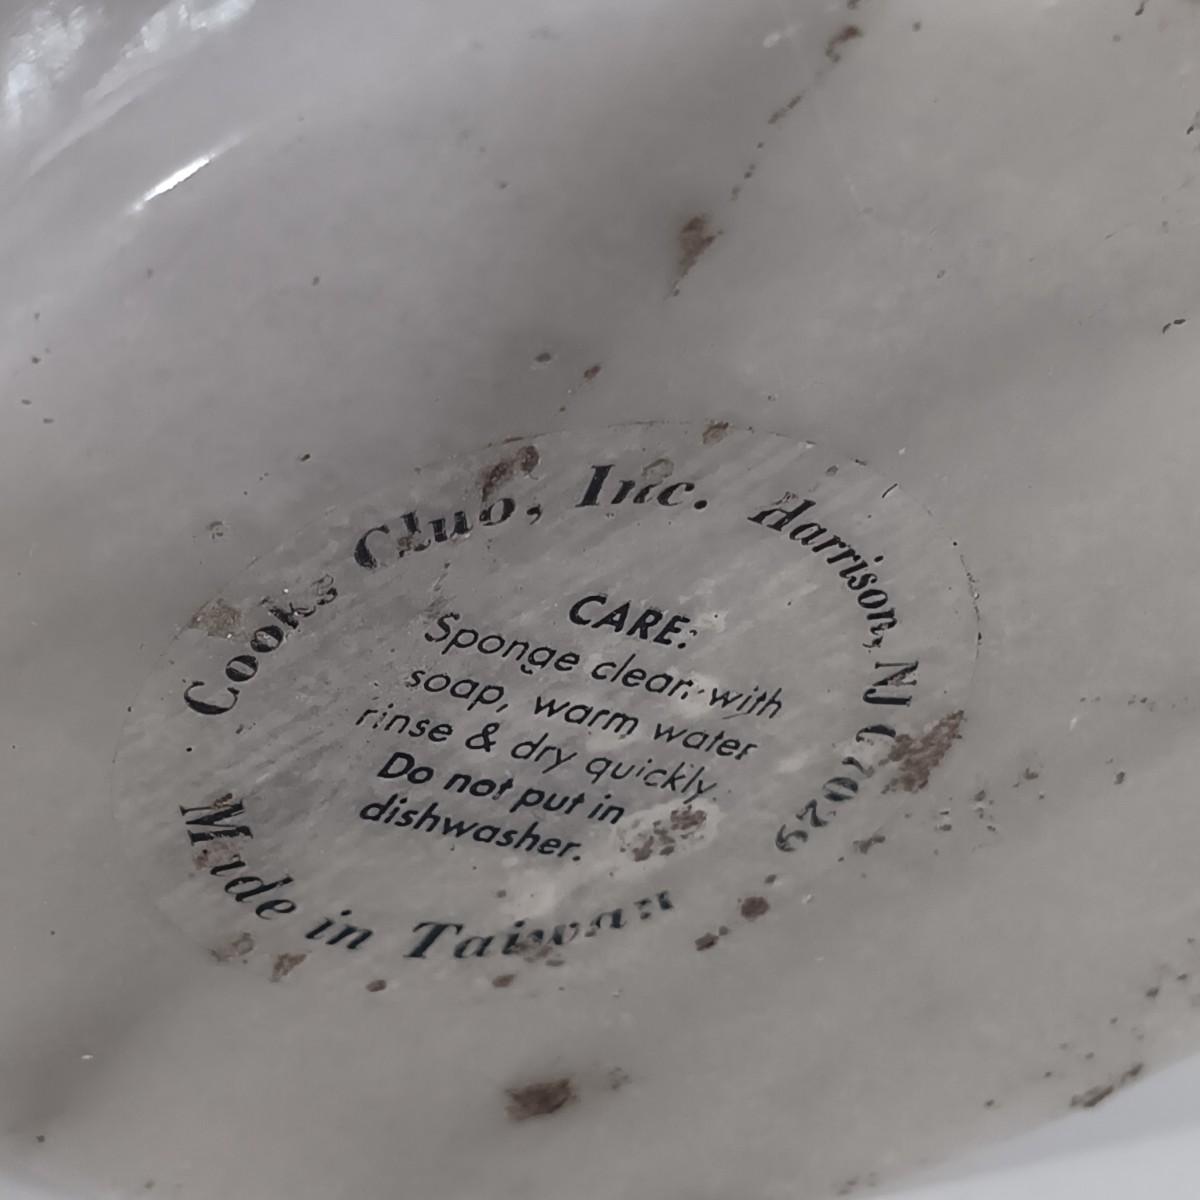 Cooks Club, Inc. Harrison, NJ 07029
CARE:
Sponge clean with
soap, warm water
rinse & dry quickly
Do not put in
dishwasher.
Made in Taiwan